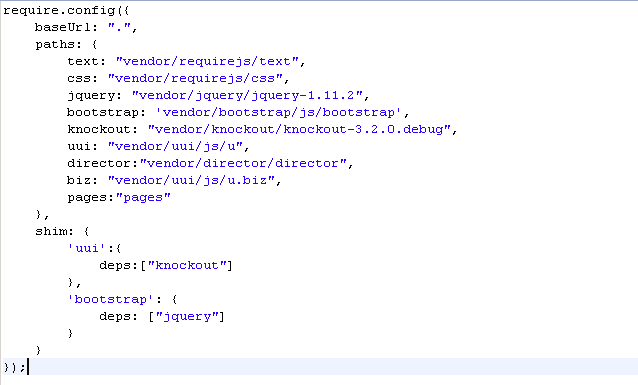 require.config({
    baseUrl: ".",
    paths: {
        text: "vendor/requirejs/text",
        css: "vendor/requirejs/css",
        jquery: "vendor/jquery/jquery-1.11.2",
        bootstrap: 'vendor/bootstrap/js/bootstrap',
        knockout: "vendor/knockout/knockout-3.2.0.debug",
        uui: "vendor/uui/js/u",
        director:"vendor/director/director",
        biz: "vendor/uui/js/u.biz",
        pages:"pages"
    },
    shim: {
        'uui':{
            deps:["knockout"]
        },
        'bootstrap': {
            deps: ["jquery"]
        }
    }
});